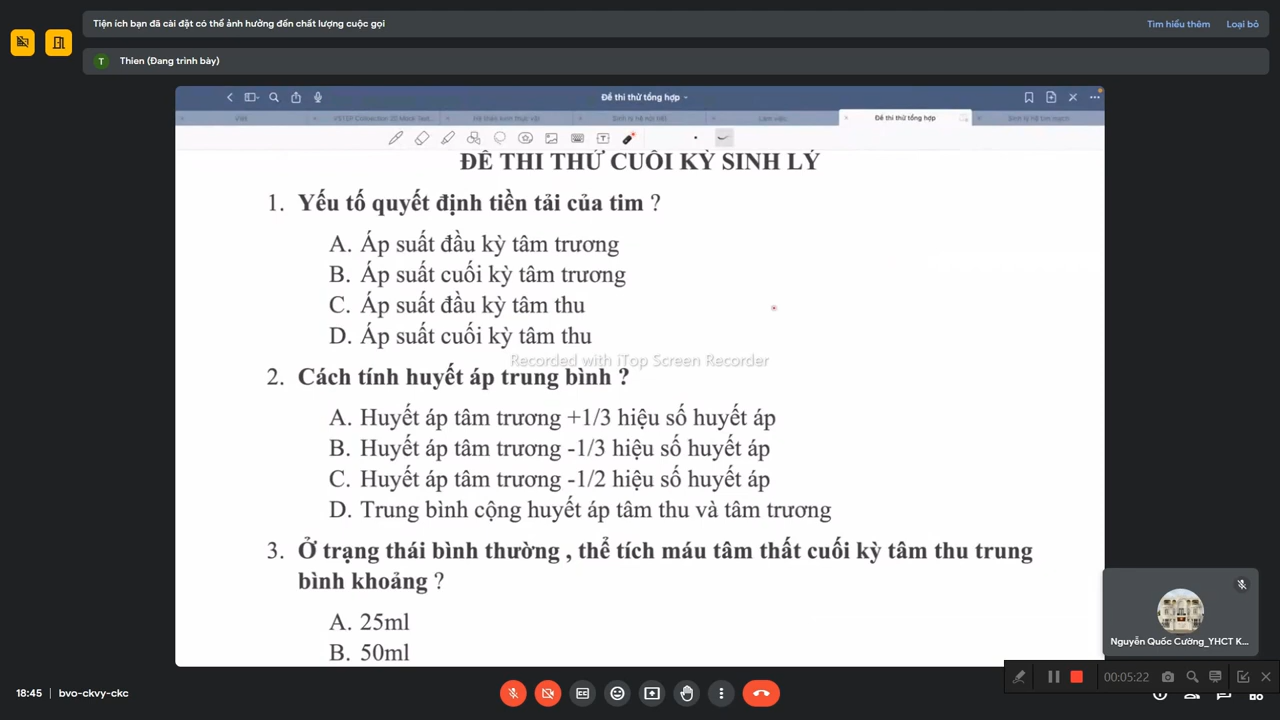 Tiện ích bạn đã cài đặt có thể ảnh hưởng đến chất lượng cuộc gọi
Tìm hiểu thêm
Loại bỏ
T
Thien (Đang trình bày)
Đề thi thử tổng hợp
Đề thi thử tổng hợp
Làm việc
ĐỀ THI THỬ CUỐI KỲ SINH LÝ
1. Yếu tố quyết định tiền tải của tim ?
A. Áp suất đầu kỳ tâm trương
B. Áp suất cuối kỳ tâm trương
C. Áp suất đầu kỳ tâm thu
D. Áp suất cuối kỳ tâm thu
Recorded with iTop Screen Recorder
2. Cách tính huyết áp trung bình ?
A. Huyết áp tâm trương +1/3 hiệu số huyết áp
B. Huyết áp tâm trương -1/3 hiệu số huyết áp
C. Huyết áp tâm trương -1/2 hiệu số huyết áp
D. Trung bình cộng huyết áp tâm thu và tâm trương
3. Ở trạng thái bình thường , thể tích máu tâm thất cuối kỳ tâm thu trung
bình khoảng ?
A. 25ml
B. 50ml
Nguyễn Quốc Cường_YHCT K...
00:05:22
18:45
bvo-ckvy-ckc